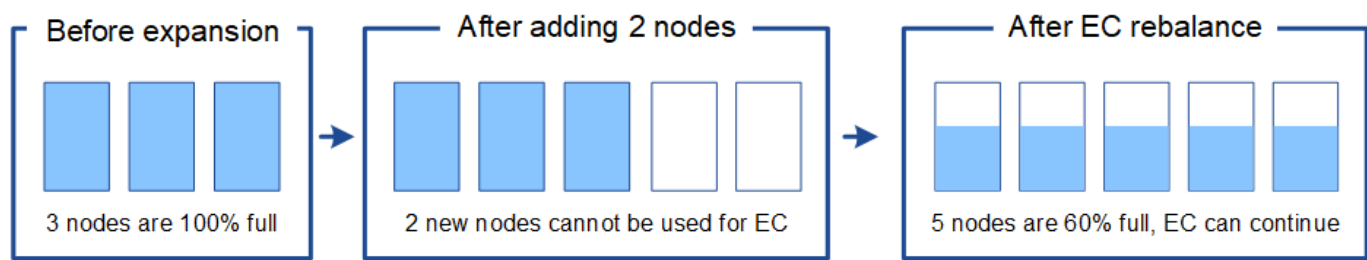 Before expansion
3 nodes are 100% full
After adding 2 nodes
2 new nodes cannot be used for EC
After EC rebalance
5 nodes are 60% full, EC can continue